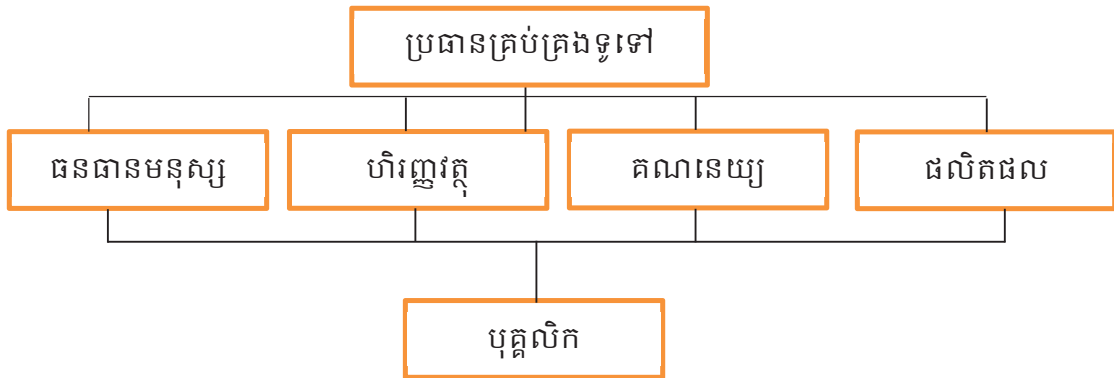 ប្រធានគ្រប់គ្រងទូទៅ
ធនធានមនុស្ស
ហិរញ្ញវត្ថុ
គណនេយ្យ
ផលិតផល
បុគ្គលិក